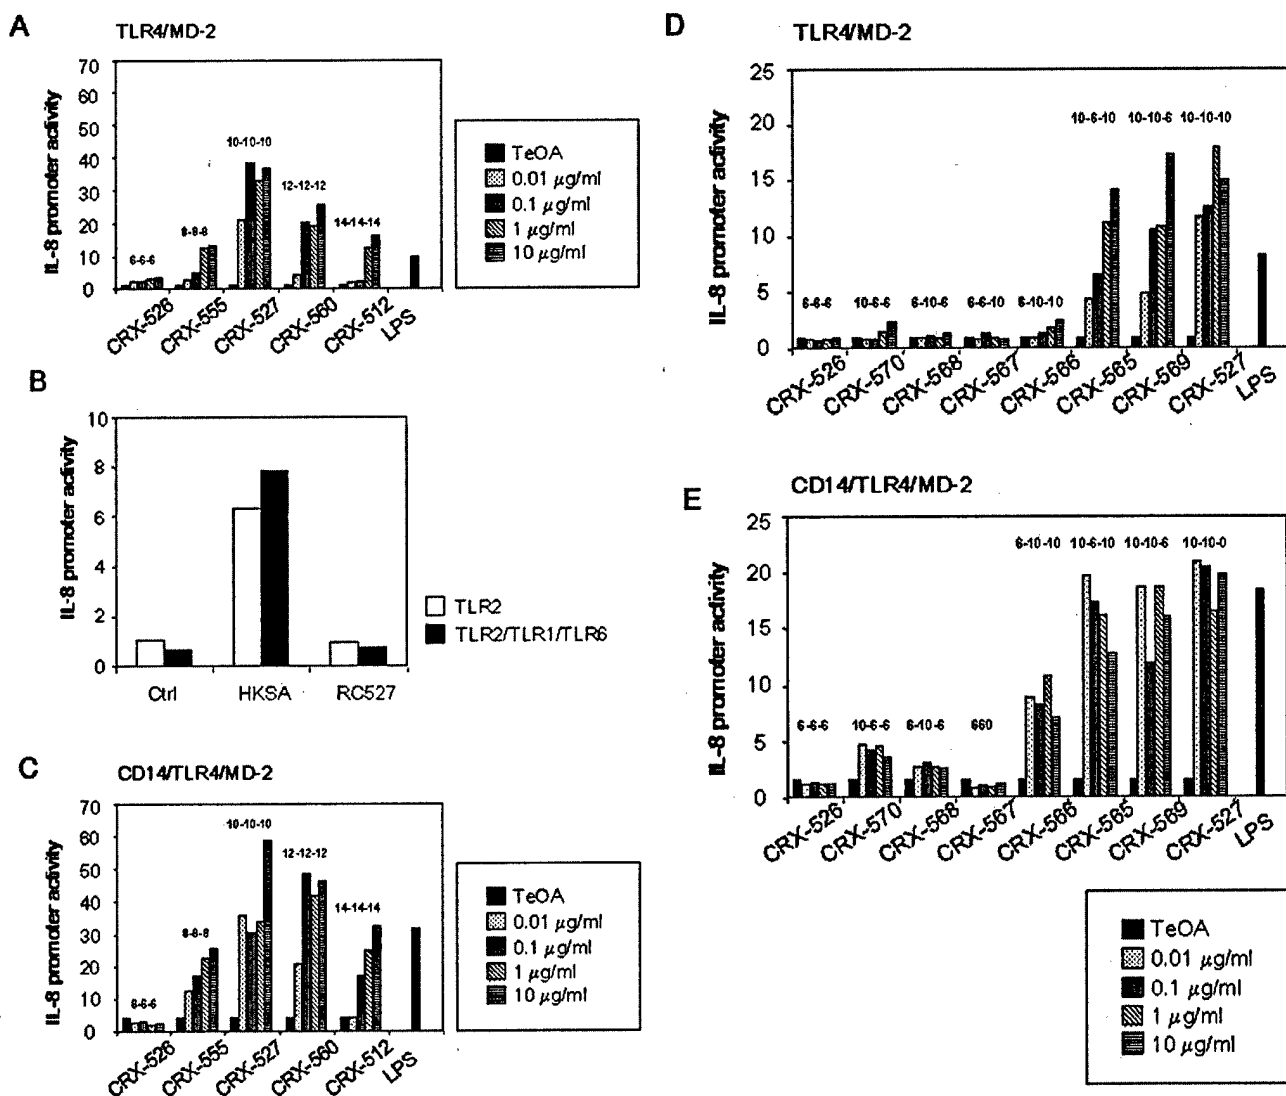 A
TLR4/MD-2
IL-8 promoter activity
70
60
50
40
30
20
10
0
6-6-6
8-8-8
10-10-10
12-12-12
14-14-14
CRX-526
CRX-555
CRX-527
CRX-560
CRX-512
LPS
TeOA
0.01 µg/ml
0.1 µg/ml
1 µg/ml
10 µg/ml
B
IL-8 promoter activity
10
8
6
4
2
0
Ctrl
HKSA
RC527
TLR2
TLR2/TLR1/TLR6
C
CD14/TLR4/MD-2
IL-8 promoter activity
70
60
50
40
30
20
10
0
6-6-6
8-8-8
10-10-10
12-12-12
14-14-14
CRX-526
CRX-555
CRX-527
CRX-560
CRX-512
LPS
TeOA
0.01 µg/ml
0.1 µg/ml
1 µg/ml
10 µg/ml
D
TLR4/MD-2
IL-8 promoter activity
25
20
15
10
5
0
6-6-6
10-6-6
6-10-6
6-6-10
6-10-10
10-6-10
10-10-6
10-10-10
CRX-526
CRX-570
CRX-568
CRX-567
CRX-566
CRX-565
CRX-569
CRX-527
LPS
E
CD14/TLR4/MD-2
IL-8 promoter activity
25
20
15
10
5
0
6-6-6
10-6-6
6-10-6
660
6-10-10
10-6-10
10-10-6
10-10-0
CRX-526
CRX-570
CRX-568
CRX-567
CRX-566
CRX-565
CRX-569
CRX-527
LPS
TeOA
0.01 µg/ml
0.1 µg/ml
1 µg/ml
10 µg/ml